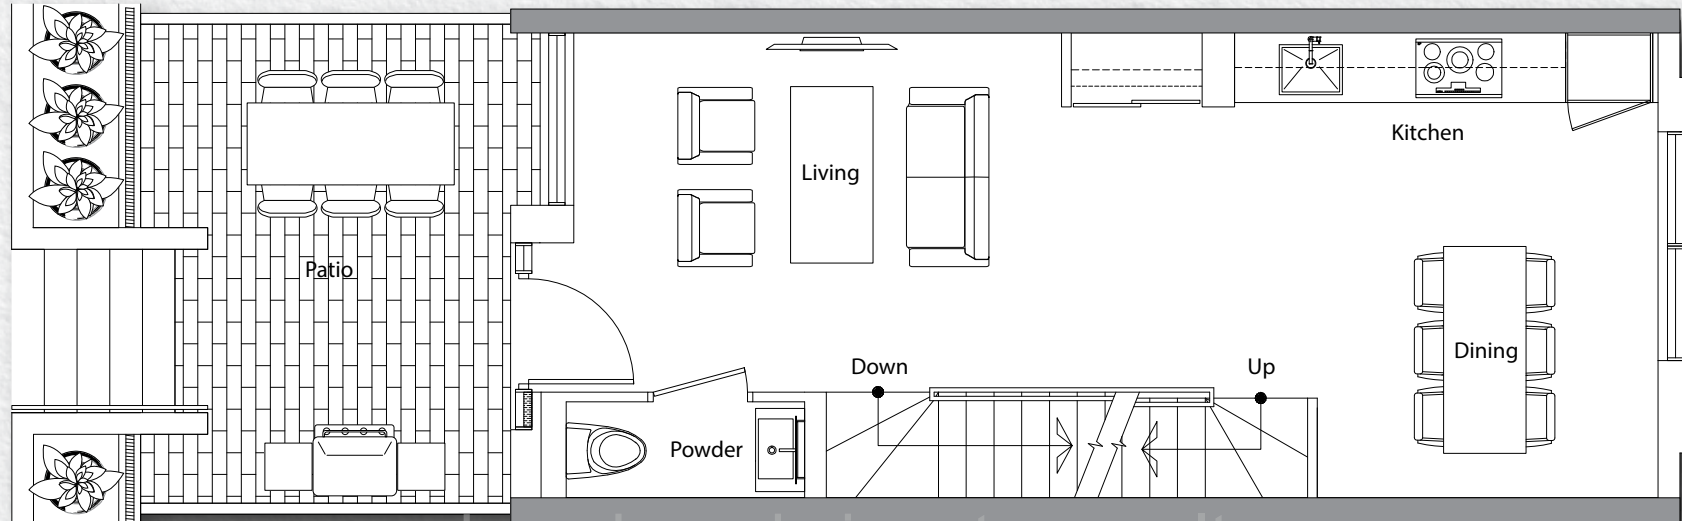 Kitchen
Living
Patio
Dining
Down
Up
Powder